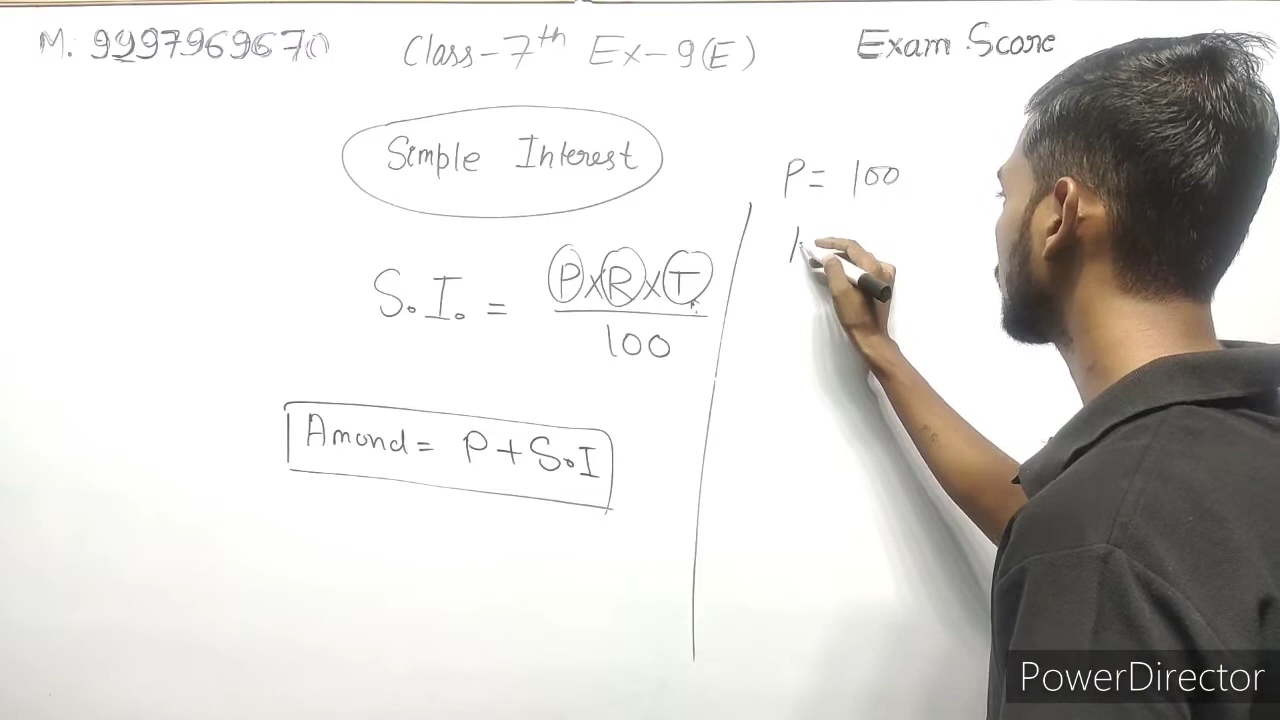 M. 9997969670 Class-7th Ex-9(E) Exam Score
Simple Interest
S.I. = P×R×T
100
Amond = P+S.I
P = 100
PowerDirector